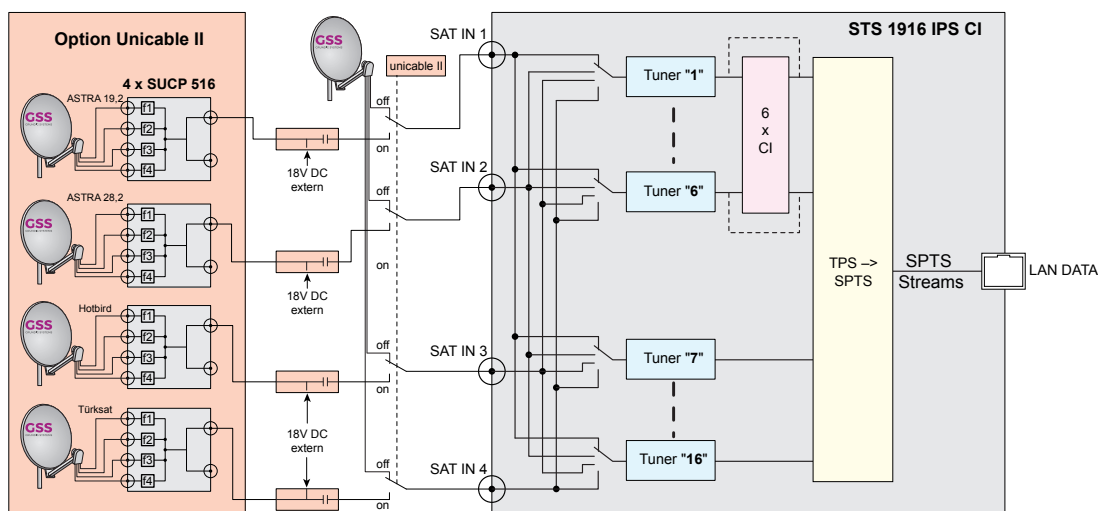 Option Unicable II
4 x SUCP 516
ASTRA 19,2
GSS
f1
f2
f3
f4
ASTRA 28,2
GSS
f1
f2
f3
f4
Hotbird
GSS
f1
f2
f3
f4
Türksat
GSS
f1
f2
f3
f4
18V DC
extern
18V DC
extern
18V DC
extern
GSS
unicable II
off
on
off
on
off
on
off
on
SAT IN 1
SAT IN 2
SAT IN 3
SAT IN 4
STS 1916 IPS CI
Tuner "1"
Tuner "6"
Tuner "7"
Tuner "16"
6
x
CI
TPS –>
SPTS
SPTS
Streams
LAN DATA